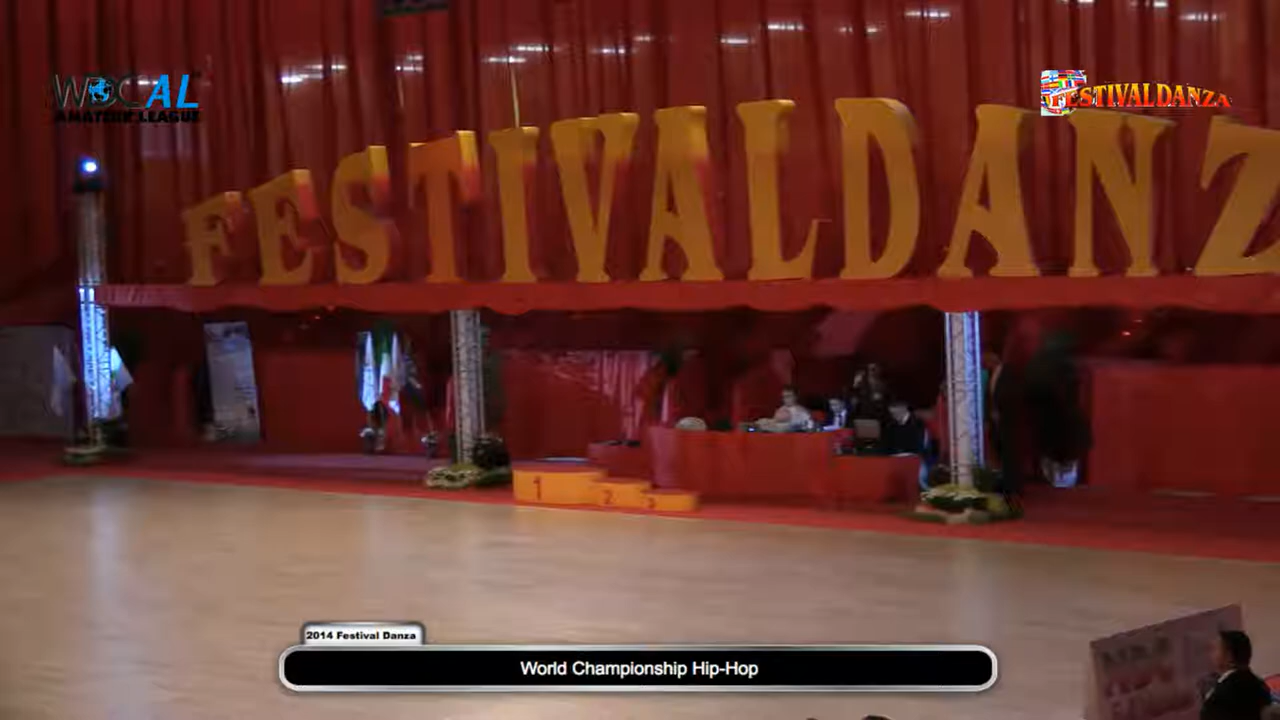 WDC AL
AMATEUR LEAGUE
FESTIVALDANZA
FESTIVALDANZ
1
2
3
2014 Festival Danza
World Championship Hip-Hop